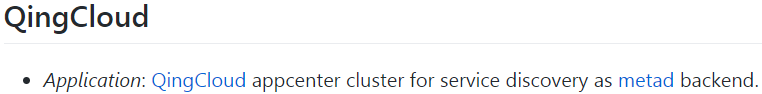 QingCloud
• Application: QingCloud appcenter cluster for service discovery as metad backend.